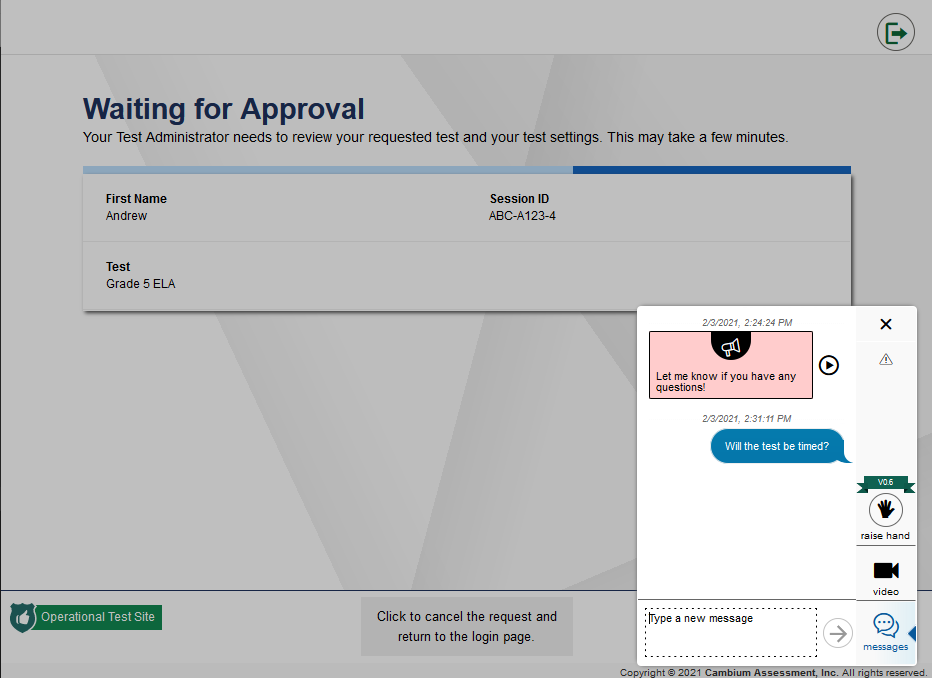 Waiting for Approval
Your Test Administrator needs to review your requested test and your test settings. This may take a few minutes.
First Name
Andrew
Session ID
ABC-A123-4
Test
Grade 5 ELA
2/3/2021, 2:24:24 PM
Let me know if you have any
questions!
2/3/2021, 2:31:11 PM
Will the test be timed?
V0.6
raise hand
video
messages
Type a new message
Operational Test Site
Click to cancel the request and
return to the login page.
Copyright © 2021 Cambium Assessment, Inc. All rights reserved.